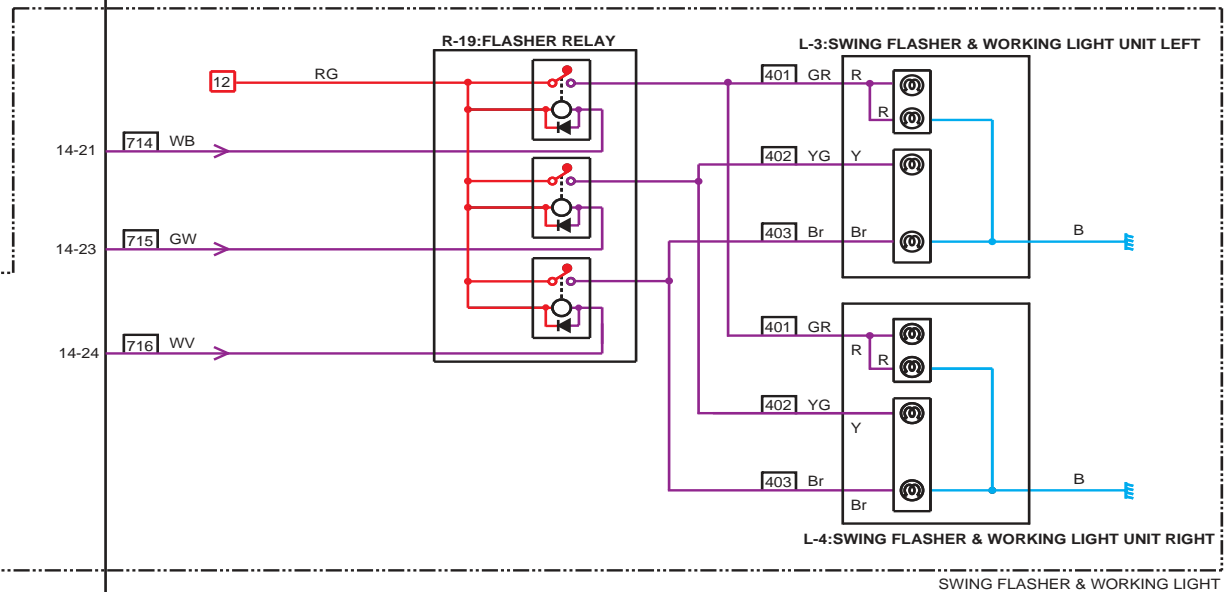 R-19:FLASHER RELAY
L-3:SWING FLASHER & WORKING LIGHT UNIT LEFT
12 RG
401 GR R
R
14-21 714 WB
402 YG Y
14-23 715 GW
403 Br Br
B
401 GR
R
R
14-24 716 WV
402 YG
Y
403 Br
Br
B
L-4:SWING FLASHER & WORKING LIGHT UNIT RIGHT
SWING FLASHER & WORKING LIGHT